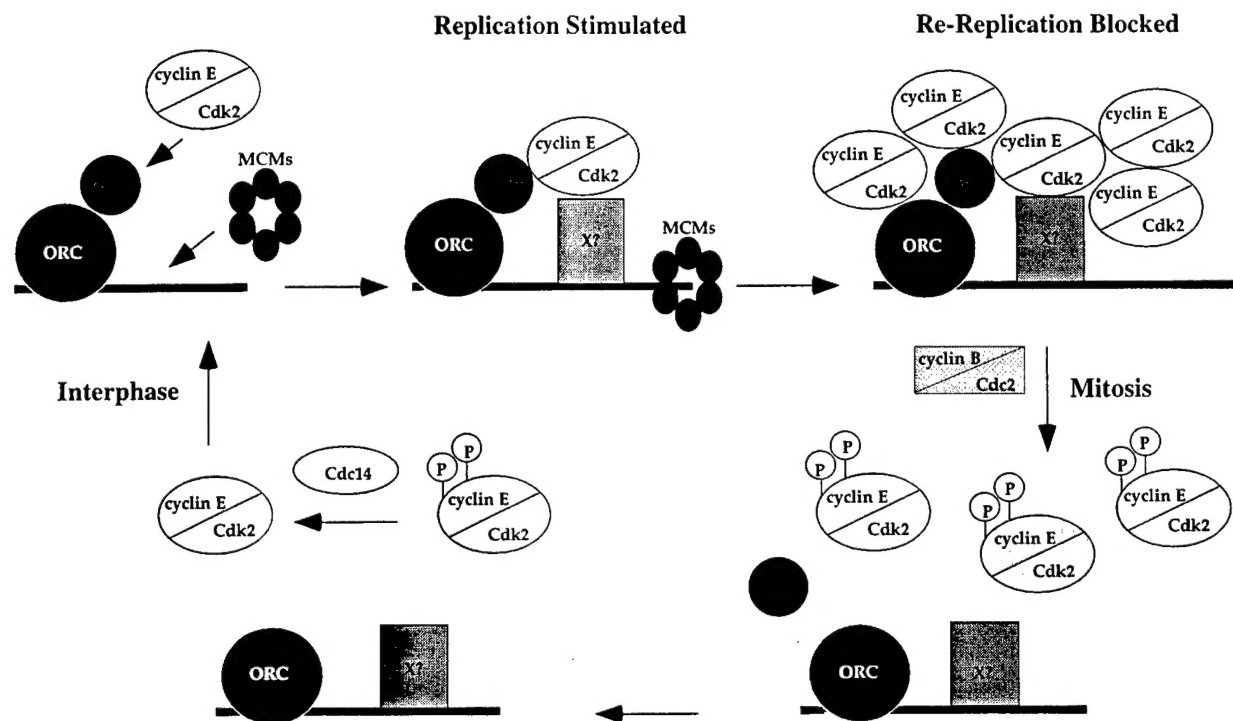 Replication Stimulated
Re-Replication Blocked
cyclin E
Cdk2
MCMs
ORC
cyclin E
Cdk2
ORC
X?
MCMs
cyclin E
Cdk2
cyclin E
Cdk2
cyclin E
Cdk2
cyclin E
Cdk2
cyclin E
Cdk2
ORC
X?
Interphase
cyclin B
Cdc2
Mitosis
Cdc14
P
P
cyclin E
Cdk2
cyclin E
Cdk2
P
P
cyclin E
Cdk2
P
P
cyclin E
Cdk2
P
P
cyclin E
Cdk2
ORC
X?
ORC
X?